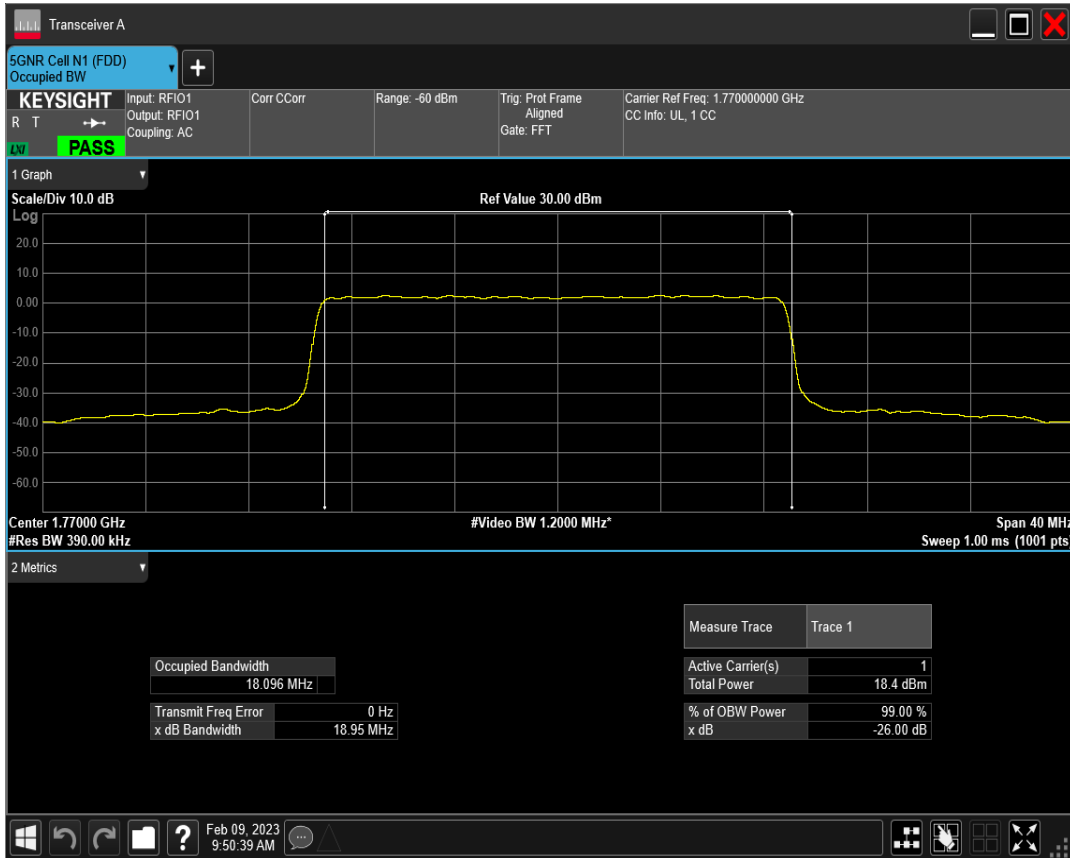 Transceiver A
5GNR Cell N1 (FDD)
Occupied BW
+
KEYSIGHT
R T
LXI
PASS
Input: RFIO1
Output: RFIO1
Coupling: AC
Corr CCorr
Range: -60 dBm
Trig: Prot Frame
Aligned
Gate: FFT
Carrier Ref Freq: 1.770000000 GHz
CC Info: UL, 1 CC
1 Graph
Scale/Div 10.0 dB
Ref Value 30.00 dBm
Log
20.0
10.0
0.00
-10.0
-20.0
-30.0
-40.0
-50.0
-60.0
Center 1.77000 GHz
#Video BW 1.2000 MHz*
Span 40 MHz
#Res BW 390.00 kHz
Sweep 1.00 ms (1001 pts)
2 Metrics
Measure Trace
Trace 1
Occupied Bandwidth
18.096 MHz
Active Carrier(s)
1
Total Power
18.4 dBm
Transmit Freq Error
0 Hz
x dB Bandwidth
18.95 MHz
% of OBW Power
99.00 %
x dB
-26.00 dB
?
Feb 09, 2023
9:50:39 AM